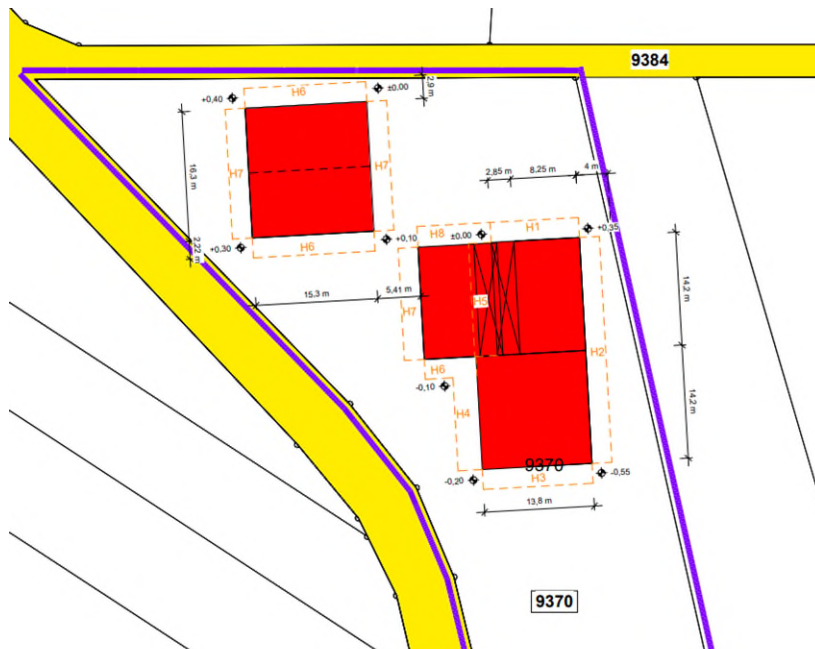 9384
H6
±0.00
+0,40
2,9 m
16,3 m
H7
H7
2,85 m
8,25 m
4 m
H6
+0,10
+0,30
2,22 m
H8
±0.00
H1
+0,35
15,3 m
5,41 m
H7
H5
14,2 m
H2
H6
-0,10
H4
14,2 m
9370
-0,20
H3
-0,55
13,8 m
9370